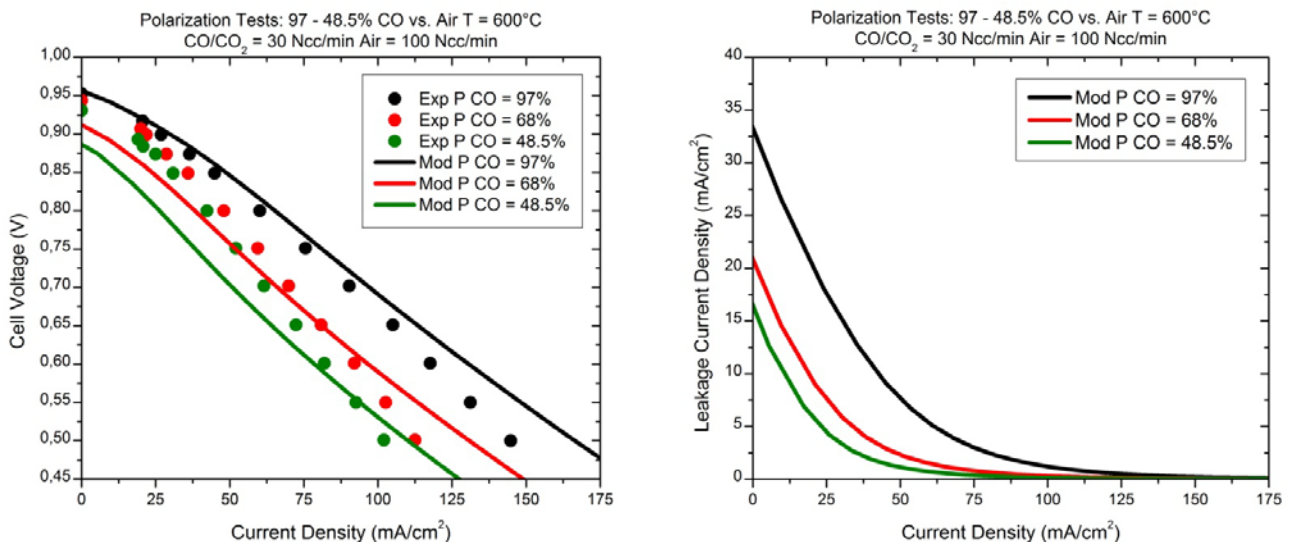 Polarization Tests: 97 - 48.5% CO vs. Air T = 600°C
CO/CO₂ = 30 Ncc/min Air = 100 Ncc/min
1,00
0,95
0,90
0,85
0,80
0,75
0,70
0,65
0,60
0,55
0,50
0,45
Cell Voltage (V)
Exp P CO = 97%
Exp P CO = 68%
Exp P CO = 48.5%
Mod P CO = 97%
Mod P CO = 68%
Mod P CO = 48.5%
0 25 50 75 100 125 150 175
Current Density (mA/cm²)
Polarization Tests: 97 - 48.5% CO vs. Air T = 600°C
CO/CO₂ = 30 Ncc/min Air = 100 Ncc/min
40
35
30
25
20
15
10
5
0
Leakage Current Density (mA/cm²)
Mod P CO = 97%
Mod P CO = 68%
Mod P CO = 48.5%
0 25 50 75 100 125 150 175
Current Density (mA/cm²)